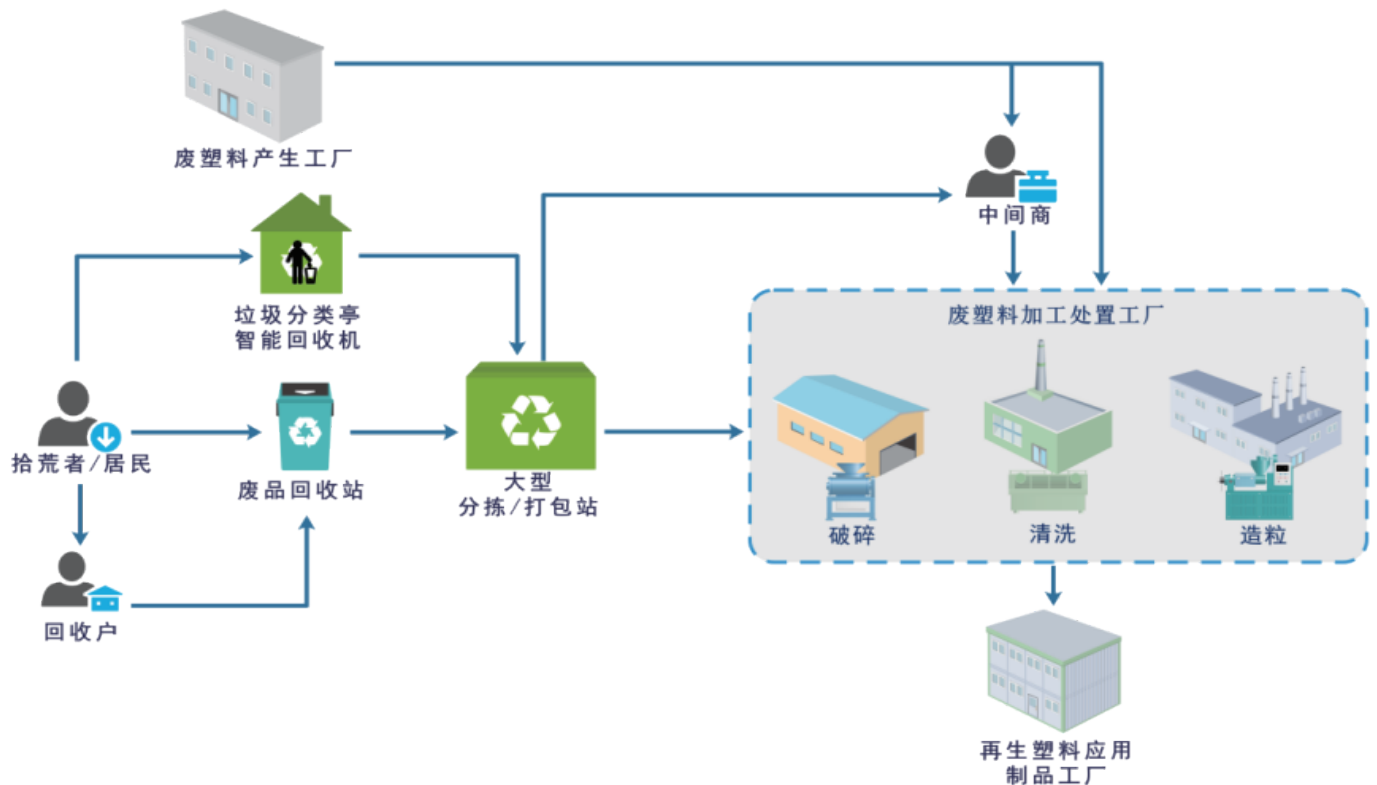 废塑料产生工厂
中间商
垃圾分类亭
智能回收机
废塑料加工处置工厂
拾荒者/居民
废品回收站
大型
分拣/打包站
破碎
清洗
造粒
回收户
再生塑料应用
制品工厂